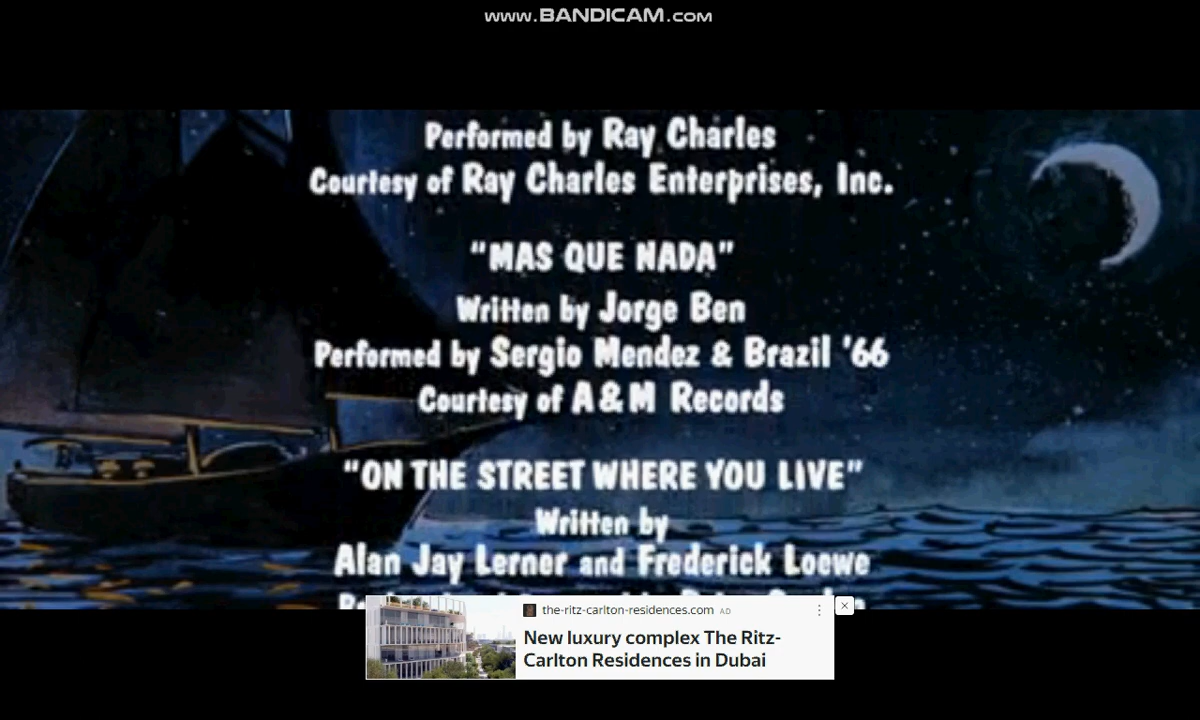 www.BANDICAM.com
Performed by Ray Charles
Courtesy of Ray Charles Enterprises, Inc.
"MAS QUE NADA"
Written by Jorge Ben
Performed by Sergio Mendez & Brazil '66
Courtesy of A&M Records
"ON THE STREET WHERE YOU LIVE"
Written by
Alan Jay Lerner and Frederick Loewe
the-ritz-carlton-residences.com AD
New luxury complex The Ritz-
Carlton Residences in Dubai